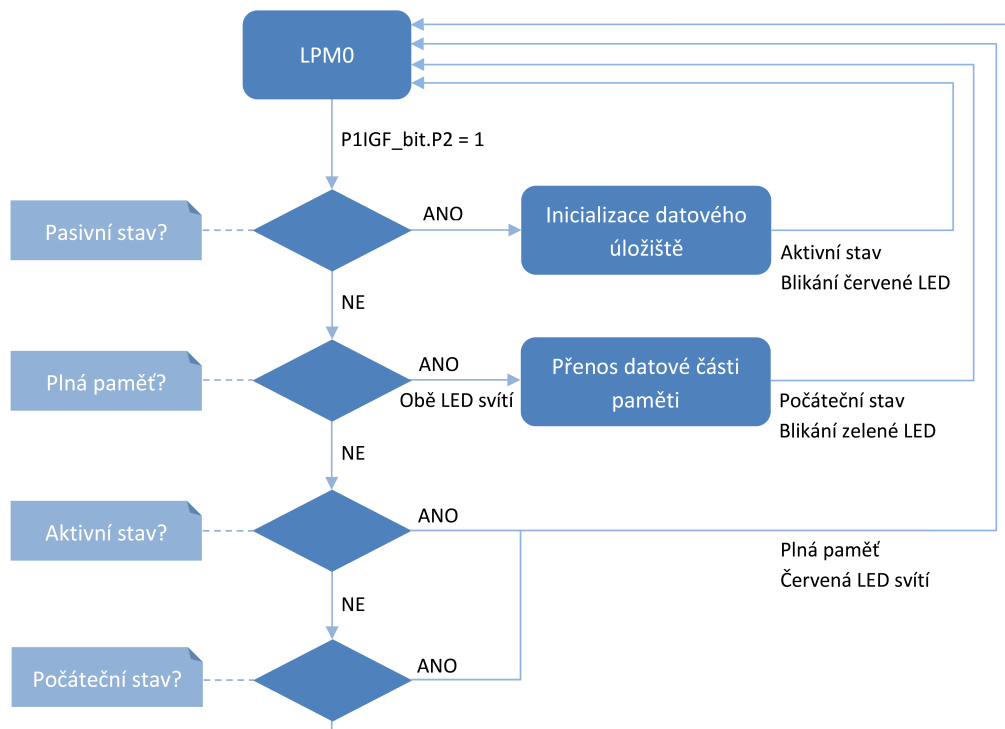 LPM0
P1IGF_bit.P2 = 1
Pasivní stav?
ANO
Inicializace datového
úložiště
Aktivní stav
Blikání červené LED
NE
Plná paměť?
ANO
Obě LED svítí
Přenos datové části
paměti
Počáteční stav
Blikání zelené LED
NE
Aktivní stav?
ANO
Plná paměť
Červená LED svítí
NE
Počáteční stav?
ANO